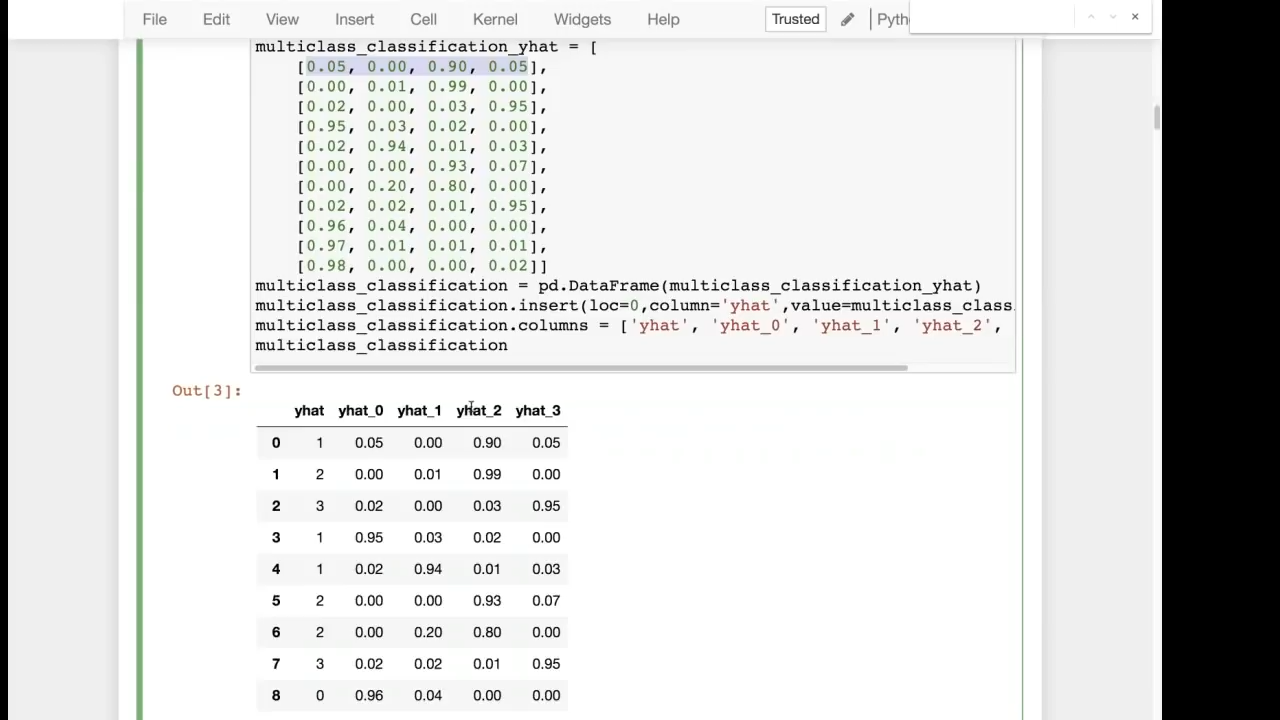 File Edit View Insert Cell Kernel Widgets Help Trusted Pyth
multiclass_classification_yhat = [
[0.05, 0.00, 0.90, 0.05],
[0.00, 0.01, 0.99, 0.00],
[0.02, 0.00, 0.03, 0.95],
[0.95, 0.03, 0.02, 0.00],
[0.02, 0.94, 0.01, 0.03],
[0.00, 0.00, 0.93, 0.07],
[0.00, 0.20, 0.80, 0.00],
[0.02, 0.02, 0.01, 0.95],
[0.96, 0.04, 0.00, 0.00],
[0.97, 0.01, 0.01, 0.01],
[0.98, 0.00, 0.00, 0.02]]
multiclass_classification = pd.DataFrame(multiclass_classification_yhat)
multiclass_classification.insert(loc=0,column='yhat',value=multiclass_class
multiclass_classification.columns = ['yhat', 'yhat_0', 'yhat_1', 'yhat_2',
multiclass_classification
Out[3]:
yhat yhat_0 yhat_1 yhat_2 yhat_3
0 1 0.05 0.00 0.90 0.05
1 2 0.00 0.01 0.99 0.00
2 3 0.02 0.00 0.03 0.95
3 1 0.95 0.03 0.02 0.00
4 1 0.02 0.94 0.01 0.03
5 2 0.00 0.00 0.93 0.07
6 2 0.00 0.20 0.80 0.00
7 3 0.02 0.02 0.01 0.95
8 0 0.96 0.04 0.00 0.00